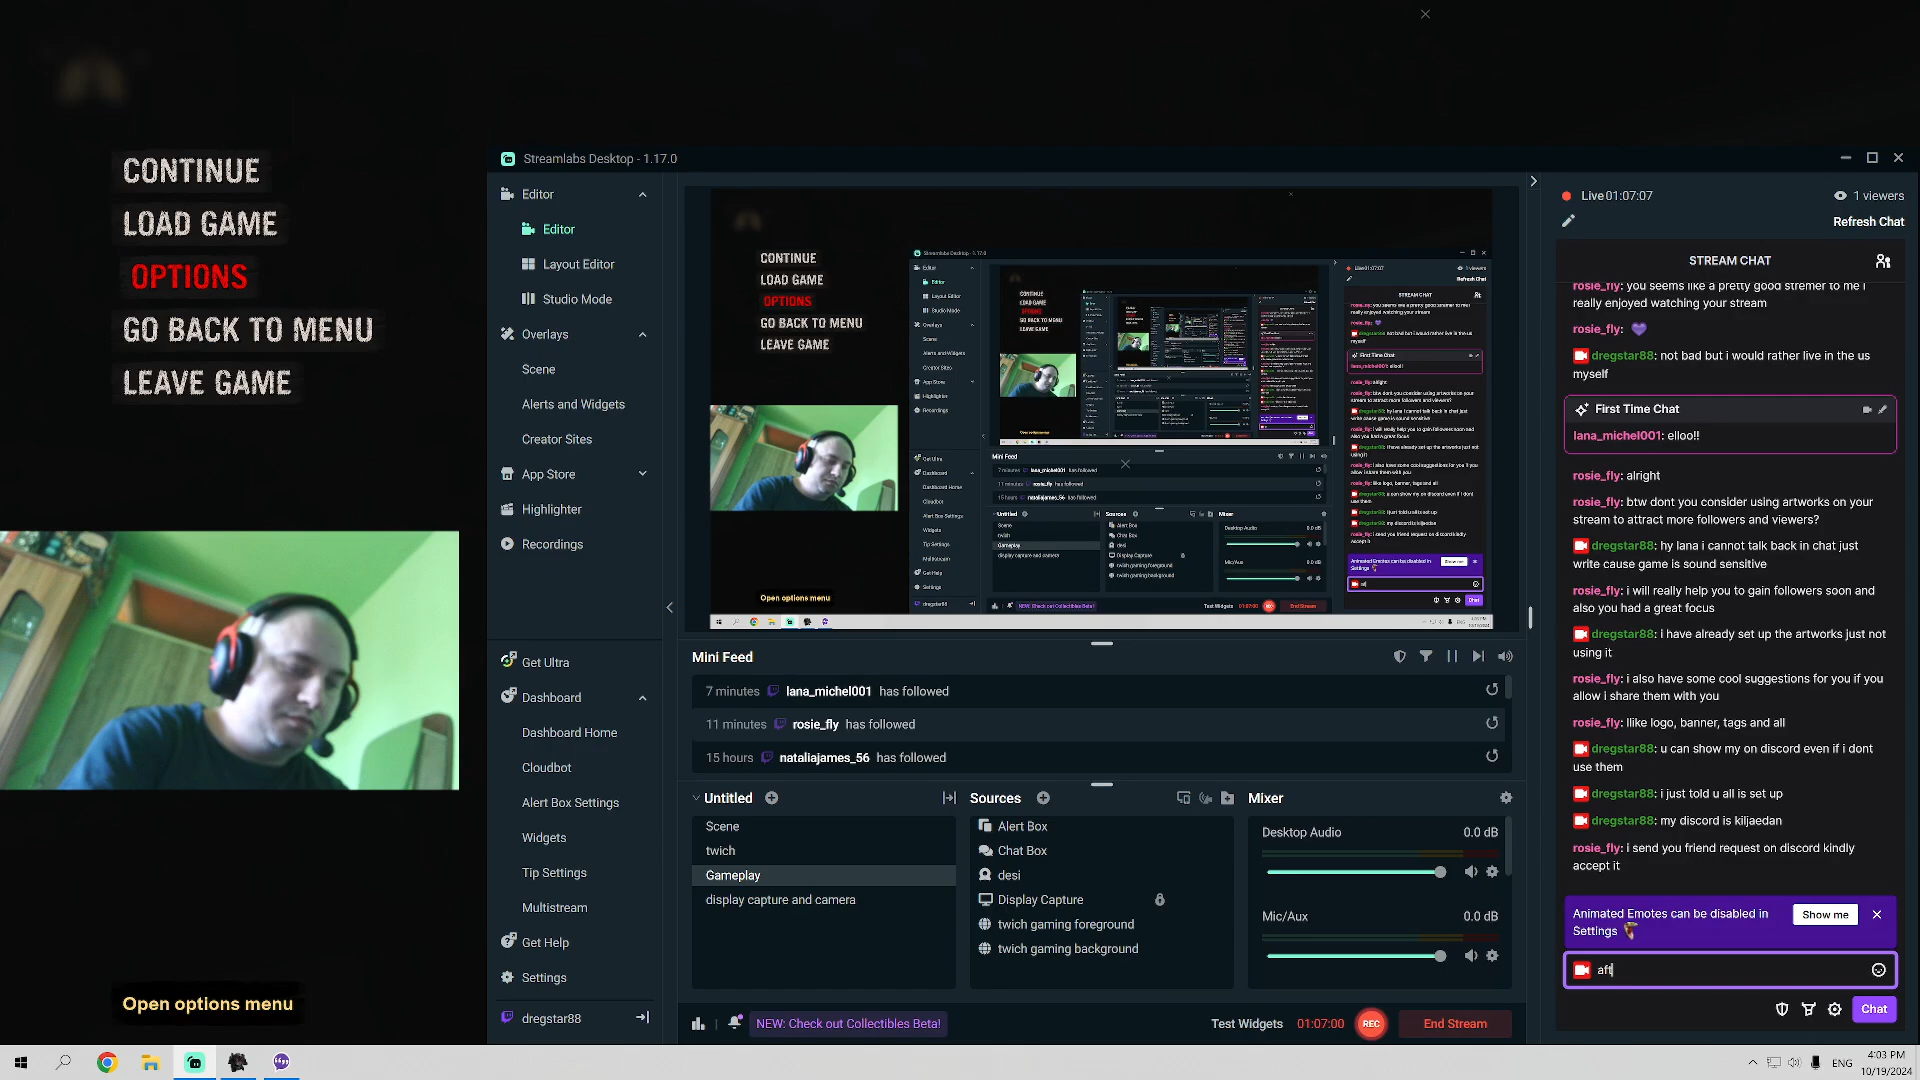 CONTINUE
LOAD GAME
OPTIONS
GO BACK TO MENU
LEAVE GAME
Open options menu
Streamlabs Desktop - 1.17.0
Editor
Editor
Layout Editor
Studio Mode
Overlays
Scene
Alerts and Widgets
Creator Sites
App Store
Highlighter
Recordings
Get Ultra
Dashboard
Dashboard Home
Cloudbot
Alert Box Settings
Widgets
Tip Settings
Multistream
Get Help
Settings
dregstar88
CONTINUE
LOAD GAME
OPTIONS
GO BACK TO MENU
LEAVE GAME
Open options menu
Mini Feed
7 minutes lana_michel001 has followed
11 minutes rosie_fly has followed
15 hours nataliajames_56 has followed
Untitled
Scene
twich
Gameplay
display capture and camera
Sources
Alert Box
Chat Box
desi
Display Capture
twich gaming foreground
twich gaming background
Mixer
Desktop Audio 0.0 dB
Mic/Aux 0.0 dB
NEW: Check out Collectibles Beta!
Test Widgets 01:07:00 REC End Stream
Live 01:07:07 1 viewers
Refresh Chat
STREAM CHAT
rosie_fly: you seems like a pretty good stremer to me i
really enjoyed watching your stream
rosie_fly: 💜
dregstar88: not bad but i would rather live in the us
myself
First Time Chat
lana_michel001: elloo!!
rosie_fly: alright
rosie_fly: btw dont you consider using artworks on your
stream to attract more followers and viewers?
dregstar88: hy lana i cannot talk back in chat just
write cause game is sound sensitive
rosie_fly: i will really help you to gain followers soon and
also you had a great focus
dregstar88: i have already set up the artworks just not
using it
rosie_fly: i also have some cool suggestions for you if you
allow i share them with you
rosie_fly: llike logo, banner, tags and all
dregstar88: u can show my on discord even if i dont
use them
dregstar88: i just told u all is set up
dregstar88: my discord is kiljaedan
rosie_fly: i send you friend request on discord kindly
accept it
Animated Emotes can be disabled in
Settings
Show me
aft
Chat
ENG
4:03 PM
10/19/2024